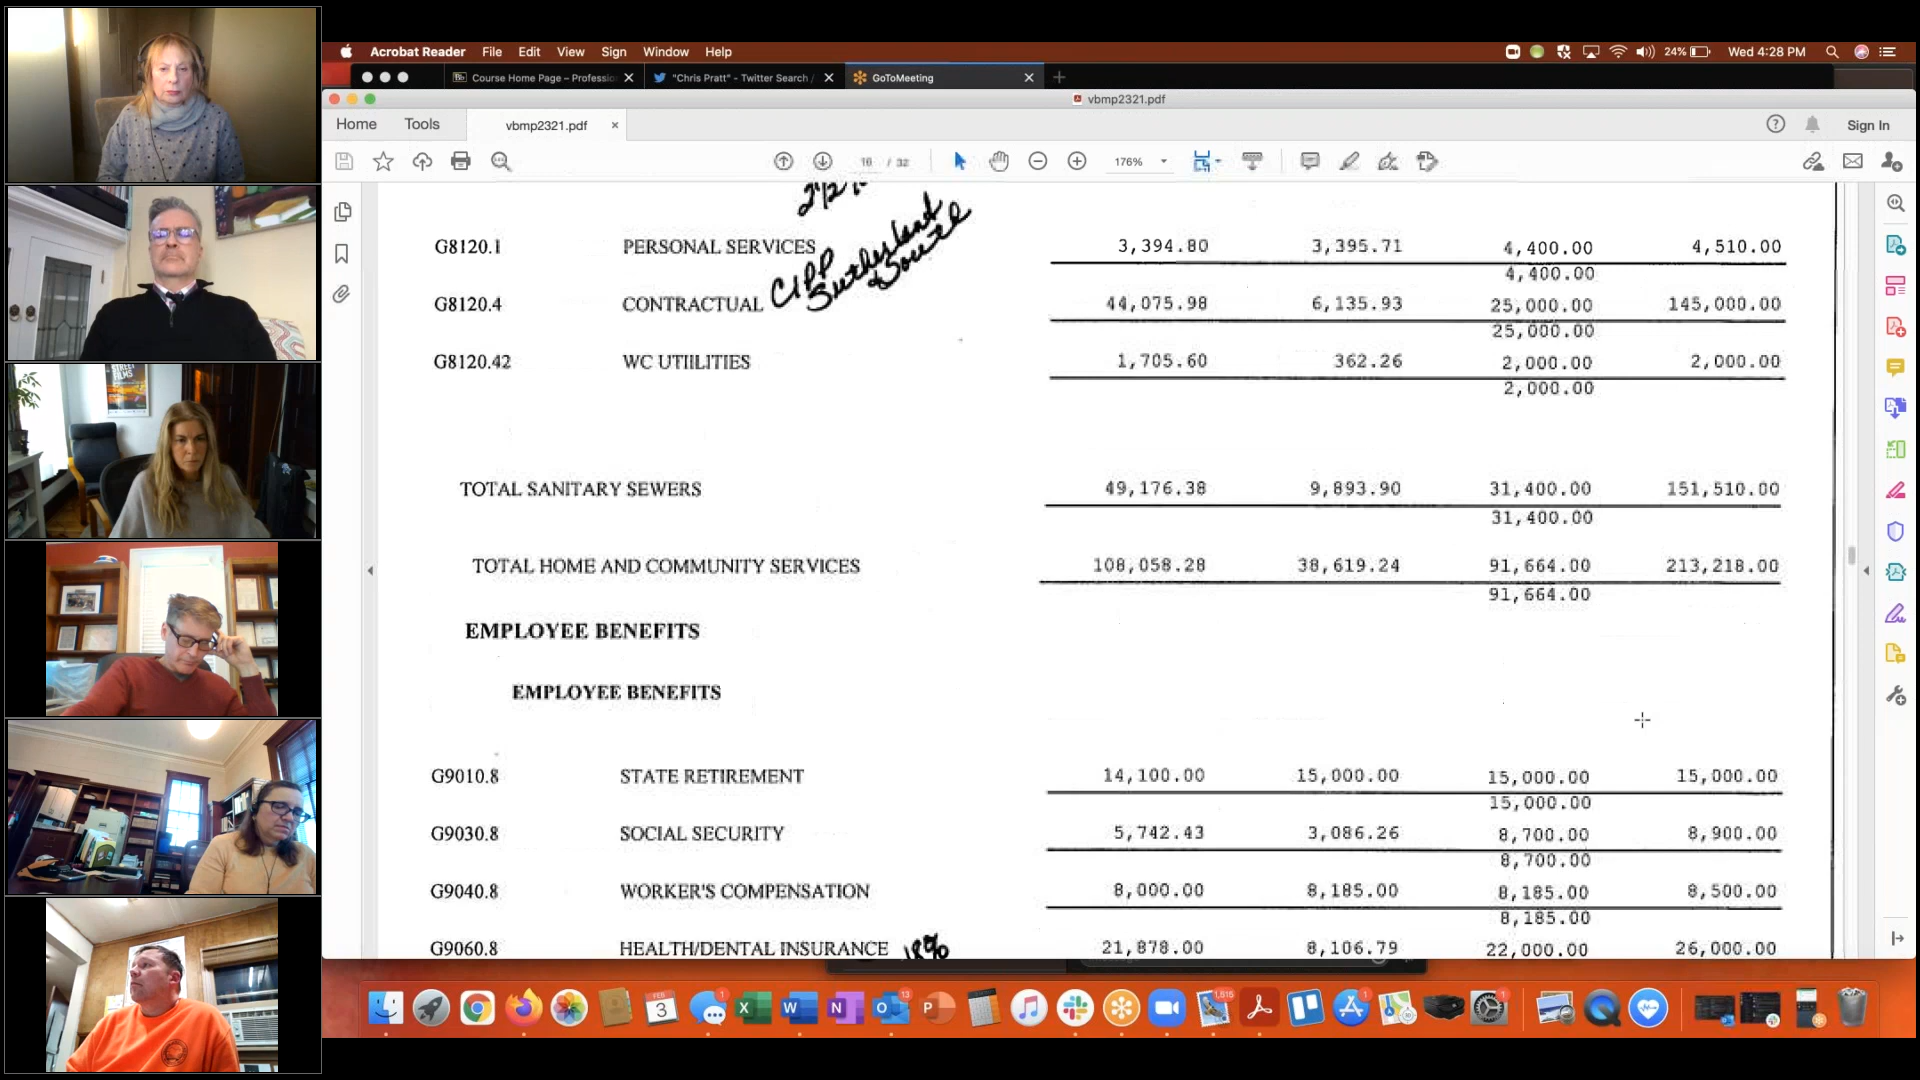 Acrobat Reader File Edit View Sign Window Help 24% Wed 4:28 PM
Course Home Page – Professio "Chris Pratt" - Twitter Search / GoToMeeting
vbmp2321.pdf
Home Tools vbmp2321.pdf Sign In
16 / 32 176%
G8120.1 PERSONAL SERVICES 3,394.80 3,395.71 4,400.00 4,510.00
4,400.00
CIPP
Sutherland
& South
G8120.4 CONTRACTUAL 44,075.98 6,135.93 25,000.00 145,000.00
25,000.00
G8120.42 WC UTIILITIES 1,705.60 362.26 2,000.00 2,000.00
2,000.00
TOTAL SANITARY SEWERS 49,176.38 9,893.90 31,400.00 151,510.00
31,400.00
TOTAL HOME AND COMMUNITY SERVICES 108,058.28 38,619.24 91,664.00 213,218.00
91,664.00
EMPLOYEE BENEFITS
EMPLOYEE BENEFITS
G9010.8 STATE RETIREMENT 14,100.00 15,000.00 15,000.00 15,000.00
15,000.00
G9030.8 SOCIAL SECURITY 5,742.43 3,086.26 8,700.00 8,900.00
8,700.00
G9040.8 WORKER'S COMPENSATION 8,000.00 8,185.00 8,185.00 8,500.00
8,185.00
G9060.8 HEALTH/DENTAL INSURANCE 18% 21,878.00 8,106.79 22,000.00 26,000.00
FEB
3
STREET
FILMS